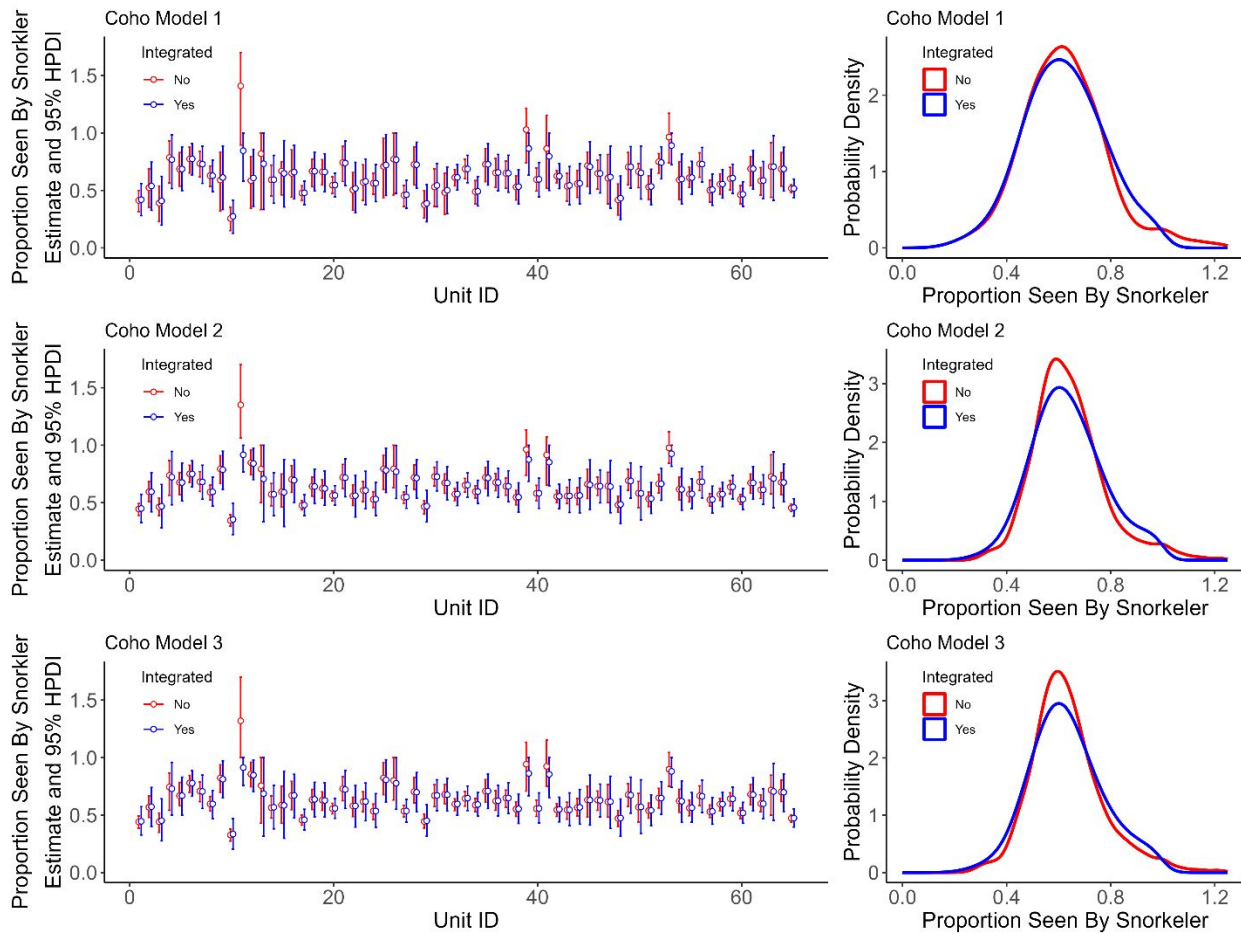 Coho Model 1
Proportion Seen By Snorkler
Estimate and 95% HPDI
Integrated
No
Yes
1.5
1.0
0.5
0.0
0
20
40
60
Unit ID
Coho Model 1
Probability Density
Integrated
No
Yes
2
1
0
0.0
0.4
0.8
1.2
Proportion Seen By Snorkeler
Coho Model 2
Proportion Seen By Snorkler
Estimate and 95% HPDI
Integrated
No
Yes
1.5
1.0
0.5
0.0
0
20
40
60
Unit ID
Coho Model 2
Probability Density
Integrated
No
Yes
3
2
1
0
0.0
0.4
0.8
1.2
Proportion Seen By Snorkeler
Coho Model 3
Proportion Seen By Snorkler
Estimate and 95% HPDI
Integrated
No
Yes
1.5
1.0
0.5
0.0
0
20
40
60
Unit ID
Coho Model 3
Probability Density
Integrated
No
Yes
3
2
1
0
0.0
0.4
0.8
1.2
Proportion Seen By Snorkeler